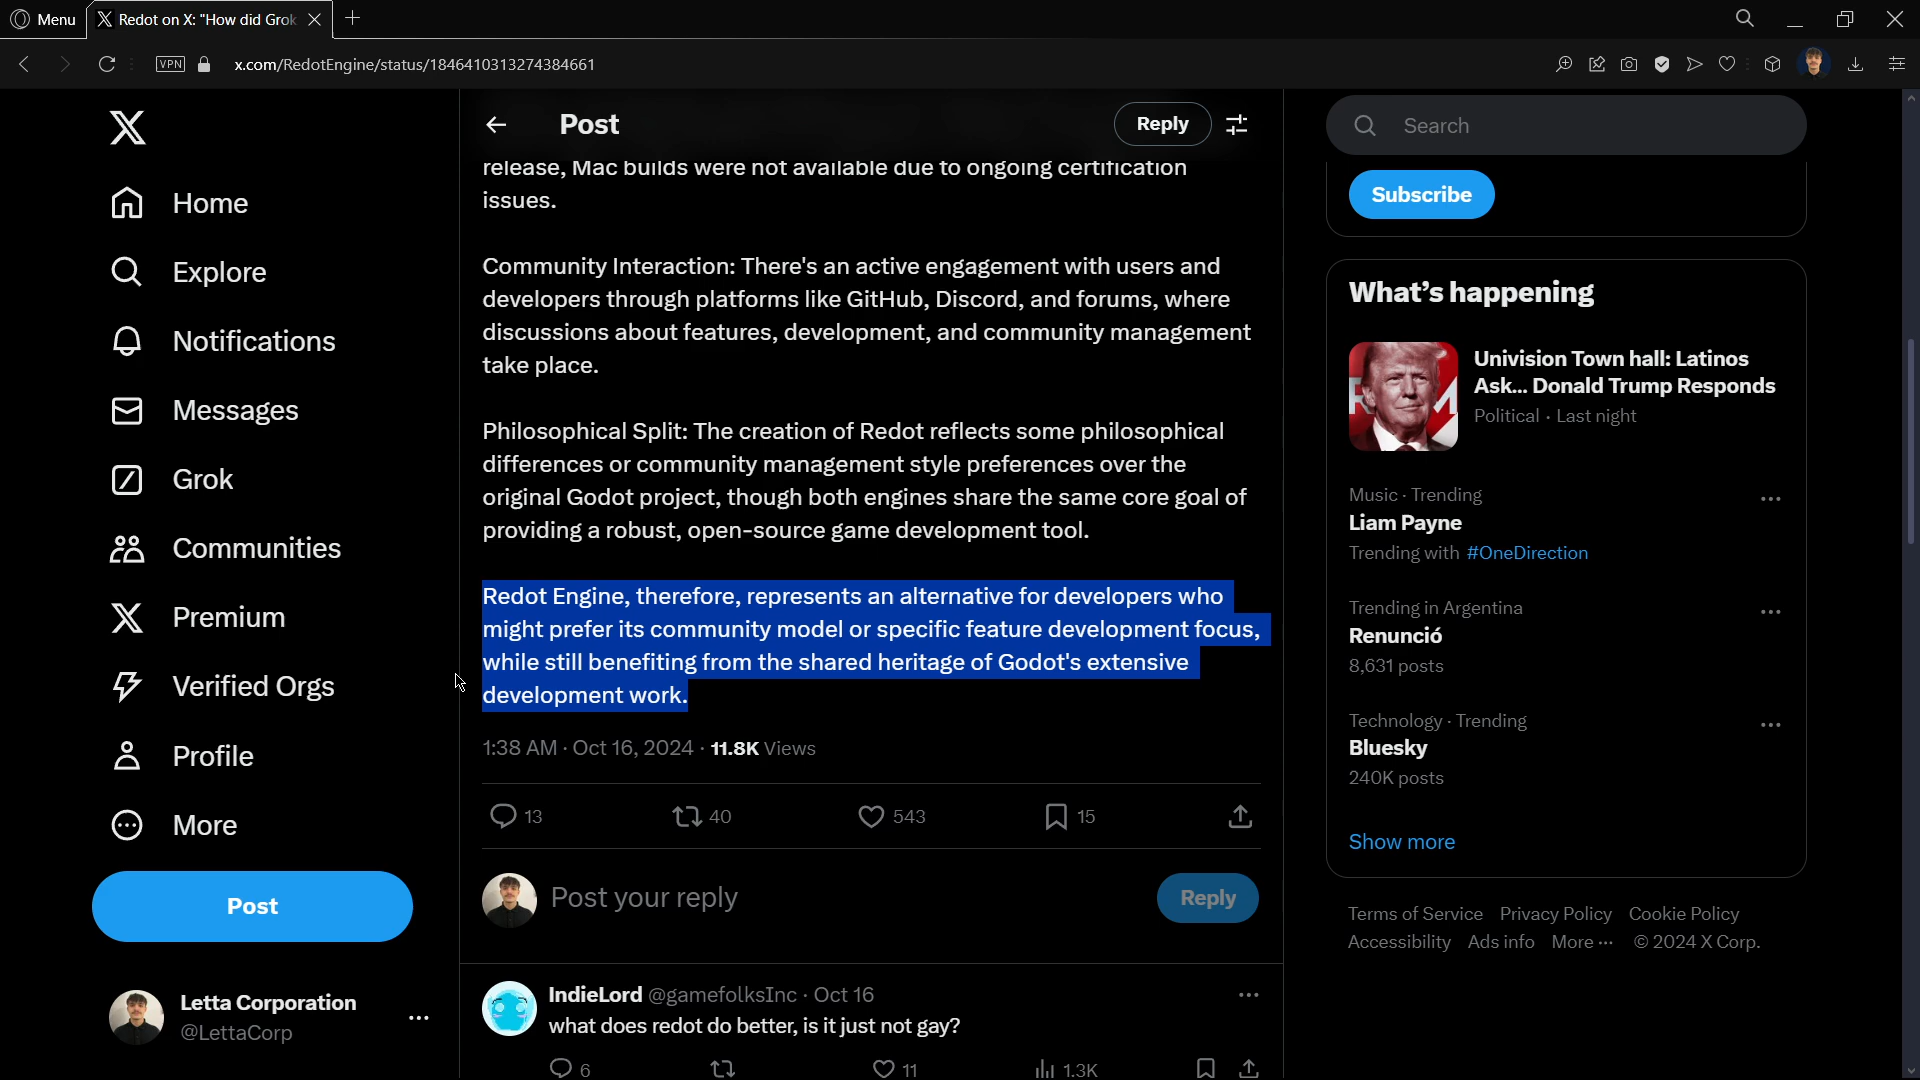 Menu
Redot on X: "How did Grok
VPN
x.com/RedotEngine/status/1846410313274384661
Home
Explore
Notifications
Messages
Grok
Communities
Premium
Verified Orgs
Profile
More
Post
Letta Corporation
@LettaCorp
Post
Reply
release, Mac builds were not available due to ongoing certification
issues.
Community Interaction: There's an active engagement with users and
developers through platforms like GitHub, Discord, and forums, where
discussions about features, development, and community management
take place.
Philosophical Split: The creation of Redot reflects some philosophical
differences or community management style preferences over the
original Godot project, though both engines share the same core goal of
providing a robust, open-source game development tool.
Redot Engine, therefore, represents an alternative for developers who
might prefer its community model or specific feature development focus,
while still benefiting from the shared heritage of Godot's extensive
development work.
1:38 AM · Oct 16, 2024 · 11.8K Views
13 40 543 15
Post your reply
Reply
IndieLord @gamefolksInc · Oct 16
what does redot do better, is it just not gay?
6 11 1.3K
Search
Subscribe
What's happening
Univision Town hall: Latinos
Ask... Donald Trump Responds
Political · Last night
Music · Trending
Liam Payne
Trending with #OneDirection
Trending in Argentina
Renunció
8,631 posts
Technology · Trending
Bluesky
240K posts
Show more
Terms of Service Privacy Policy Cookie Policy
Accessibility Ads info More ··· © 2024 X Corp.